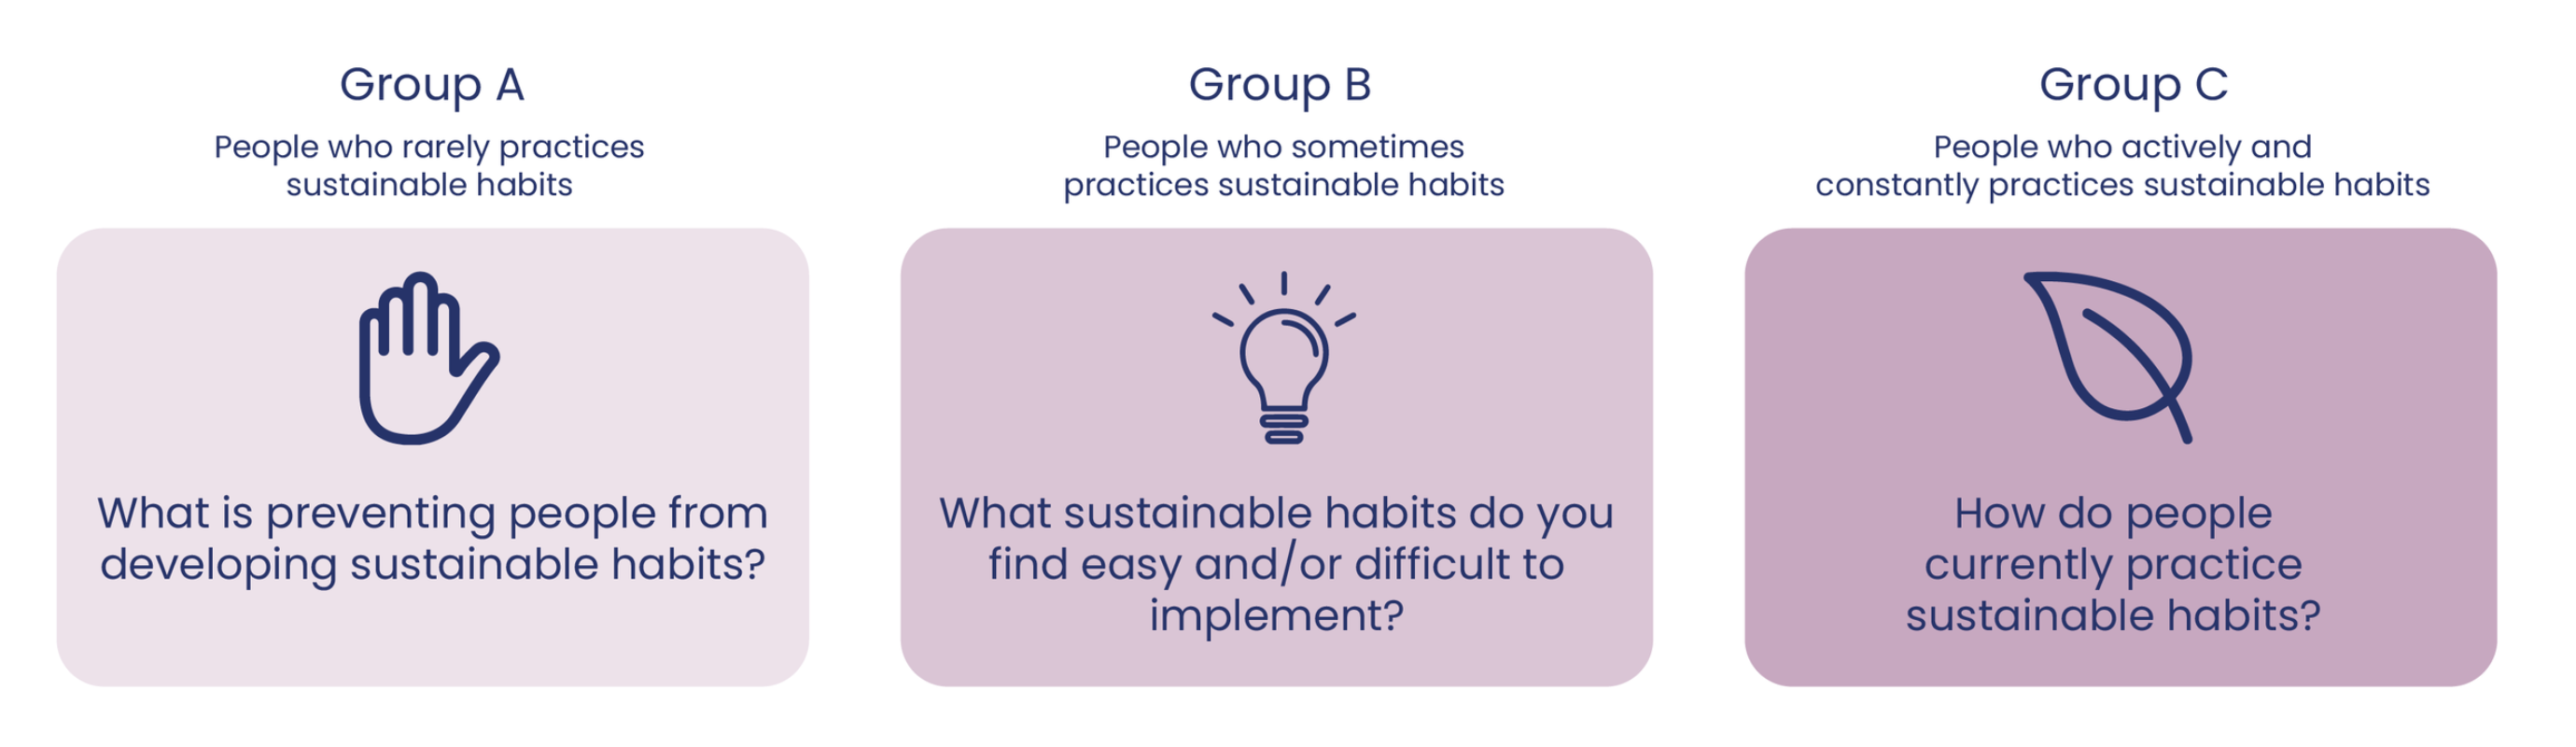 Group A
People who rarely practices
sustainable habits
What is preventing people from
developing sustainable habits?
Group B
People who sometimes
practices sustainable habits
What sustainable habits do you
find easy and/or difficult to
implement?
Group C
People who actively and
constantly practices sustainable habits
How do people
currently practice
sustainable habits?